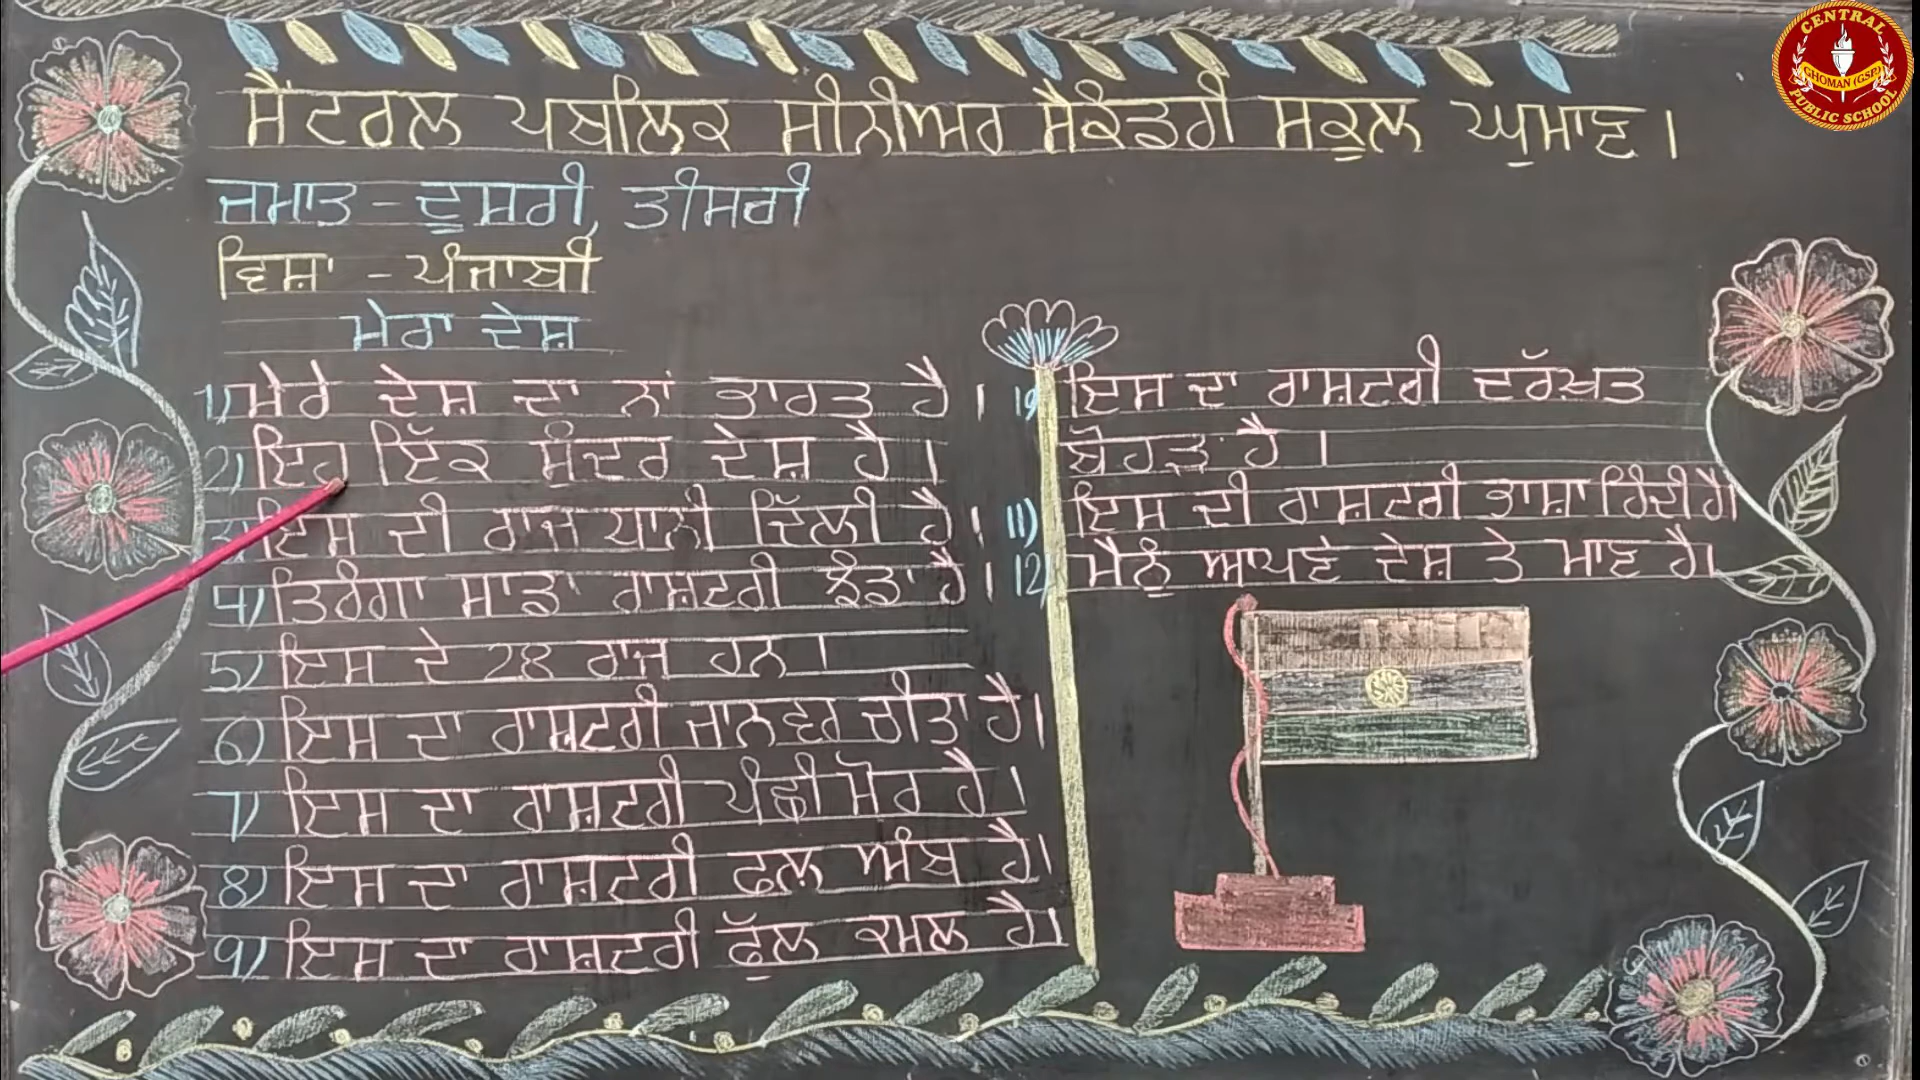 ਸੈਂਟਰਲ ਪਬਲਿਕ ਸੀਨੀਅਰ ਸੈਕੰਡਰੀ ਸਕੂਲ ਘੁਮਾਣ।
ਜਮਾਤ - ਦੂਸਰੀ, ਤੀਸਰੀ
ਵਿਸ਼ਾ - ਪੰਜਾਬੀ
ਮੇਰਾ ਦੇਸ਼
1) ਮੇਰੇ ਦੇਸ਼ ਦਾ ਨਾਂ ਭਾਰਤ ਹੈ।
2) ਇਹ ਇੱਕ ਸੁੰਦਰ ਦੇਸ਼ ਹੈ।
3) ਇਸ ਦੀ ਰਾਜਧਾਨੀ ਦਿੱਲੀ ਹੈ।
4) ਤਿਰੰਗਾ ਸਾਡਾ ਰਾਸ਼ਟਰੀ ਝੰਡਾ ਹੈ।
5) ਇਸ ਦੇ 28 ਰਾਜ ਹਨ।
6) ਇਸ ਦਾ ਰਾਸ਼ਟਰੀ ਜਾਨਵਰ ਚੀਤਾ ਹੈ।
7) ਇਸ ਦਾ ਰਾਸ਼ਟਰੀ ਪੰਛੀ ਮੋਰ ਹੈ।
8) ਇਸ ਦਾ ਰਾਸ਼ਟਰੀ ਫਲ਼ ਅੰਬ ਹੈ।
9) ਇਸ ਦਾ ਰਾਸ਼ਟਰੀ ਫੁੱਲ ਕਮਲ ਹੈ।
10) ਇਸ ਦਾ ਰਾਸ਼ਟਰੀ ਦਰੱਖ਼ਤ
ਬੋਹੜ ਹੈ।
11) ਇਸ ਦੀ ਰਾਸ਼ਟਰੀ ਭਾਸ਼ਾ ਹਿੰਦੀ ਹੈ।
12) ਮੈਨੂੰ ਆਪਣੇ ਦੇਸ਼ ਤੇ ਮਾਣ ਹੈ।
CENTRAL
GHOMAN (GSP)
PUBLIC SCHOOL